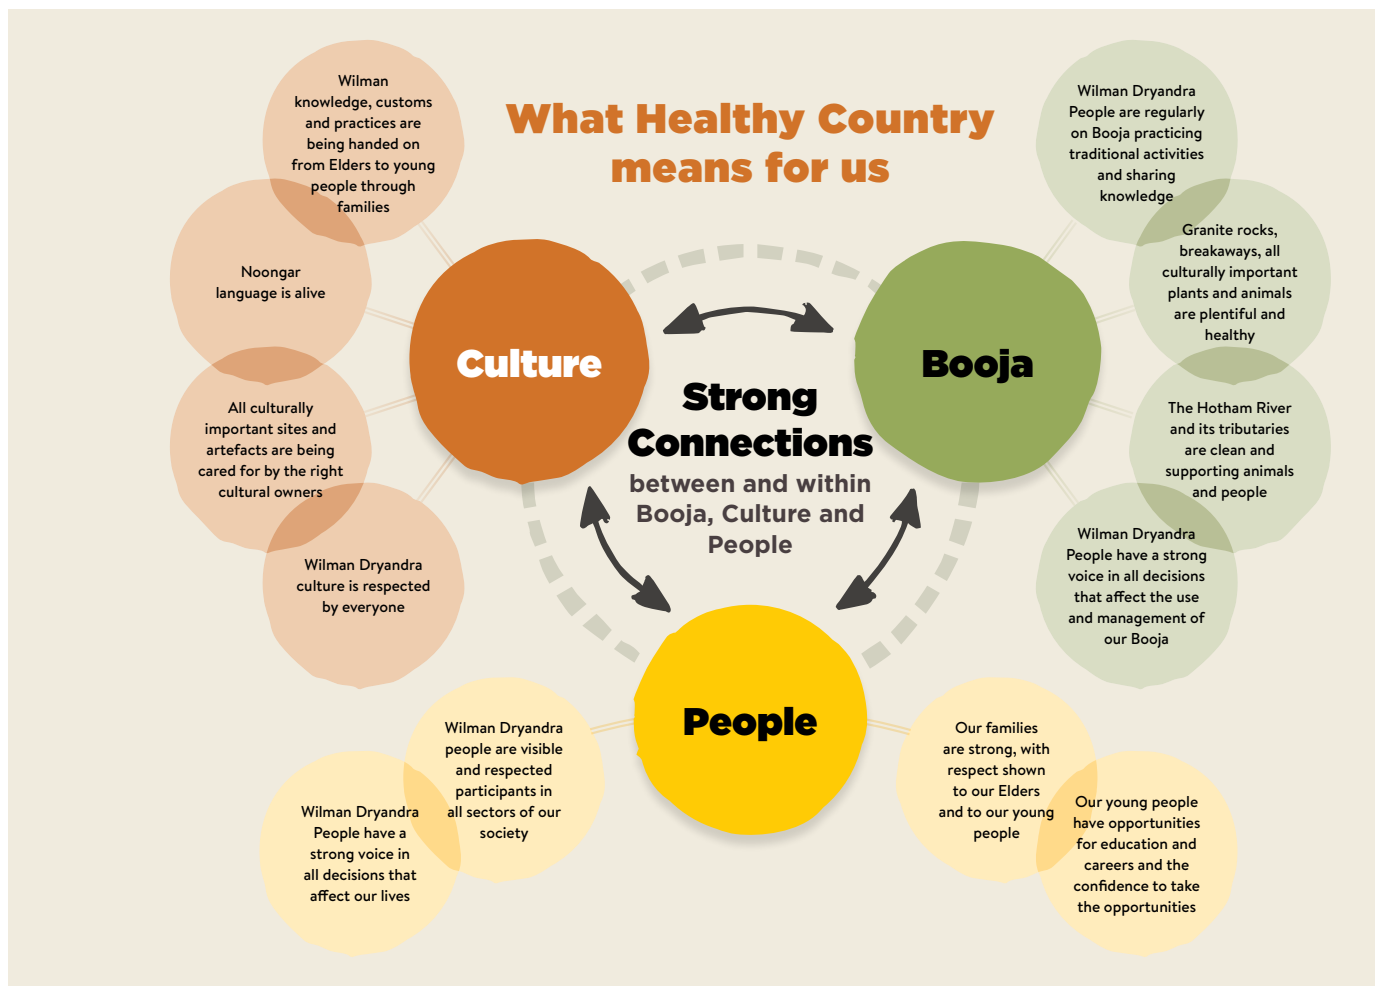 What Healthy Country
means for us
Wilman
knowledge, customs
and practices are
being handed on
from Elders to young
people through
families
Noongar
language is alive
All culturally
important sites and
artefacts are being
cared for by the right
cultural owners
Wilman Dryandra
culture is respected
by everyone
Culture
Strong
Connections
between and within
Booja, Culture and
People
Booja
Wilman Dryandra
People are regularly
on Booja practicing
traditional activities
and sharing
knowledge
Granite rocks,
breakaways, all
culturally important
plants and animals
are plentiful and
healthy
The Hotham River
and its tributaries
are clean and
supporting animals
and people
Wilman Dryandra
People have a strong
voice in all decisions
that affect the use
and management of
our Booja
People
Wilman Dryandra
people are visible
and respected
participants in
all sectors of our
society
Wilman Dryandra
People have a
strong voice in
all decisions that
affect our lives
Our families
are strong, with
respect shown
to our Elders
and to our young
people
Our young people
have opportunities
for education and
careers and the
confidence to take
the opportunities